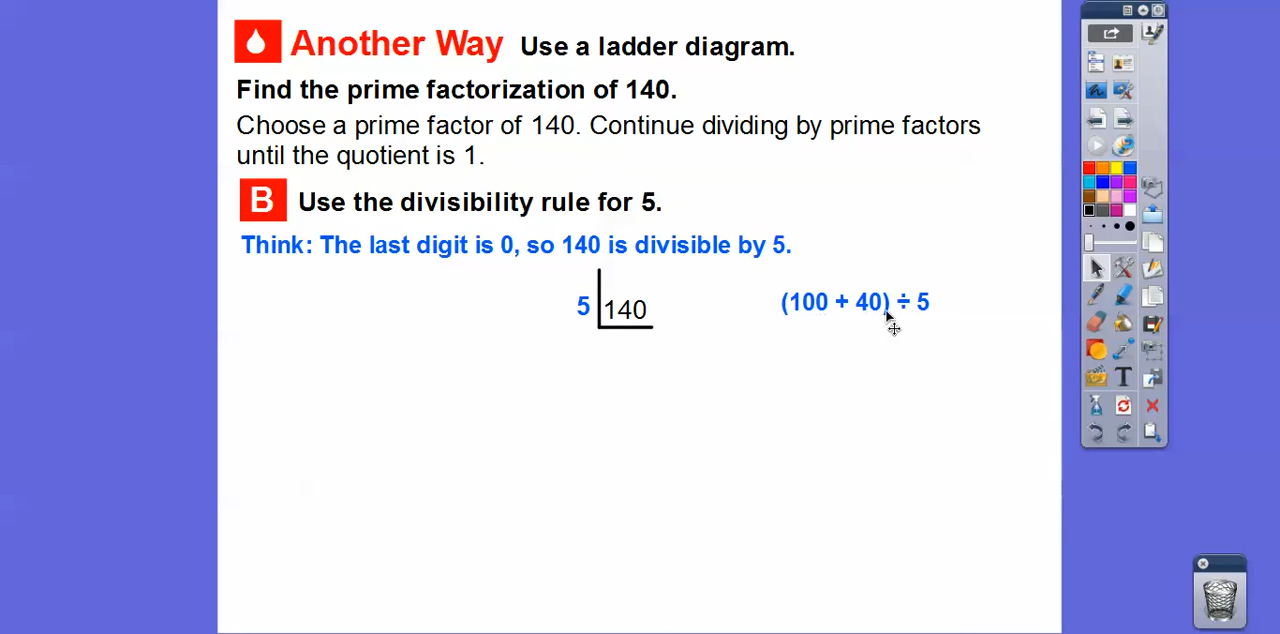 Another Way Use a ladder diagram.
Find the prime factorization of 140.
Choose a prime factor of 140. Continue dividing by prime factors
until the quotient is 1.
B Use the divisibility rule for 5.
Think: The last digit is 0, so 140 is divisible by 5.
5 140 (100 + 40) ÷ 5